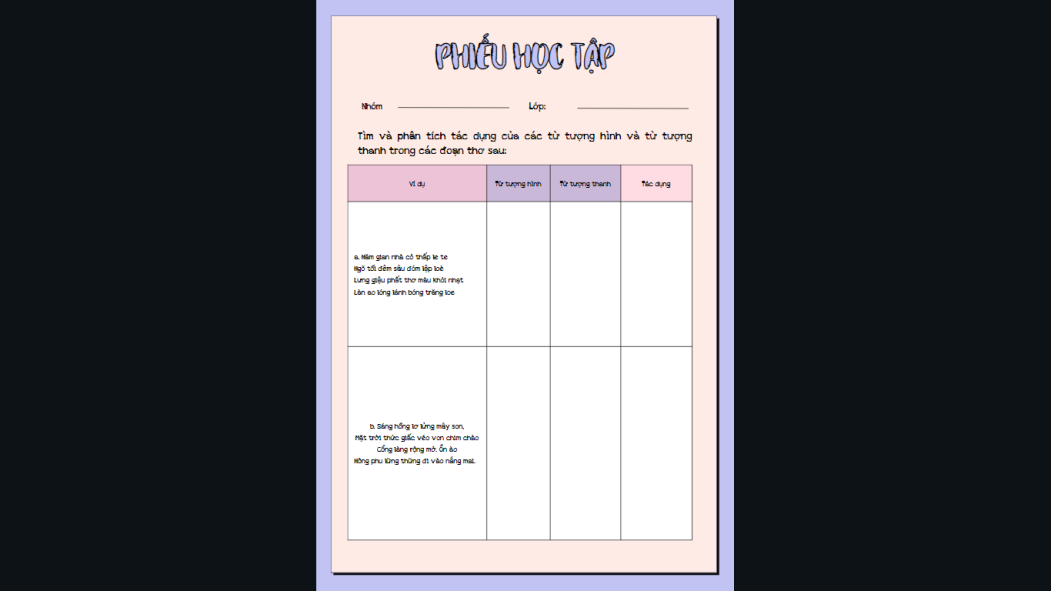 PHIẾU HỌC TẬP
Nhóm
Lớp:
Tìm và phân tích tác dụng của các từ tượng hình và từ tượng
thanh trong các đoạn thơ sau:
Ví dụ
Từ tượng hình
Từ tượng thanh
Tác dụng
a. Năm gian nhà cỏ thấp le te
Ngõ tối đêm sâu đóm lập loè
Lưng giậu phất thơ màu khói nhạt
Làn ao lóng lánh bóng trăng loe
b. Sáng hồng lơ lửng mây son,
Mặt trời thức giấc véo von chim chào
Cổng làng rộng mở. Ồn ào
Nông phu lững thững đi vào nắng mai.